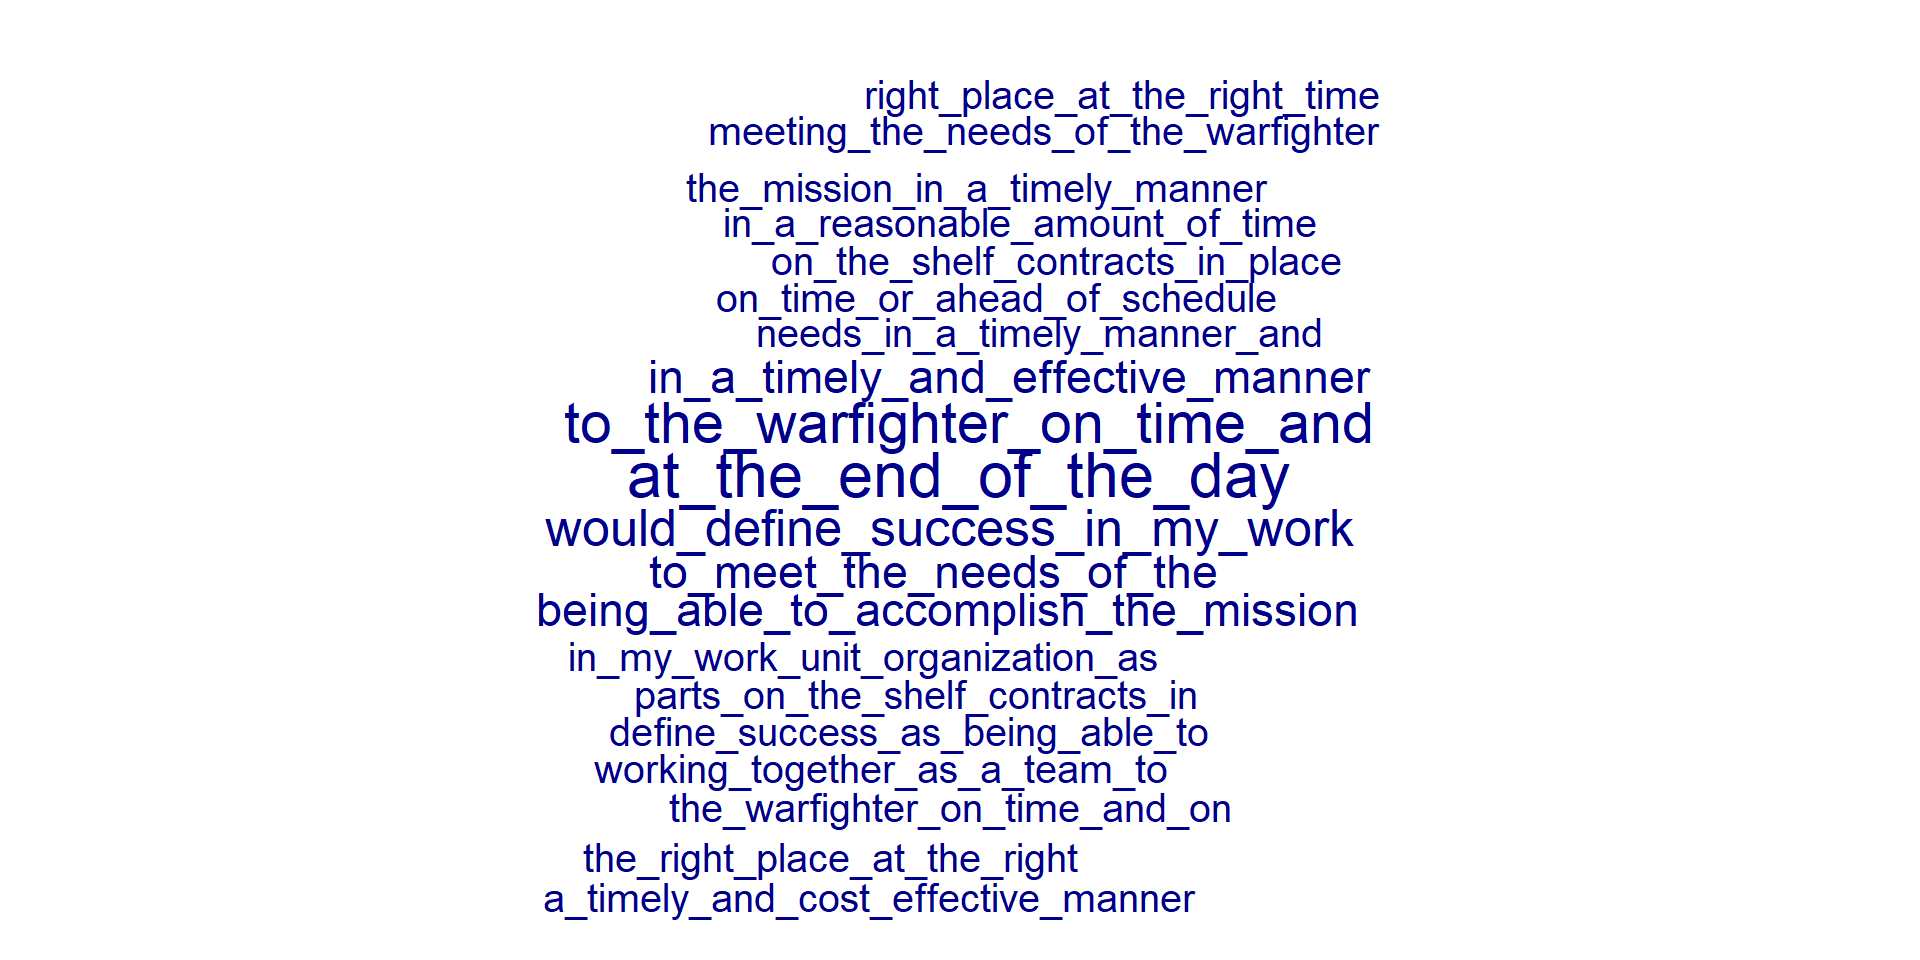 right_place_at_the_right_time
meeting_the_needs_of_the_warfighter
the_mission_in_a_timely_manner
in_a_reasonable_amount_of_time
on_the_shelf_contracts_in_place
on_time_or_ahead_of_schedule
needs_in_a_timely_manner_and
in_a_timely_and_effective_manner
to_the_warfighter_on_time_and
at_the_end_of_the_day
would_define_success_in_my_work
to_meet_the_needs_of_the
being_able_to_accomplish_the_mission
in_my_work_unit_organization_as
parts_on_the_shelf_contracts_in
define_success_as_being_able_to
working_together_as_a_team_to
the_warfighter_on_time_and_on
the_right_place_at_the_right
a_timely_and_cost_effective_manner